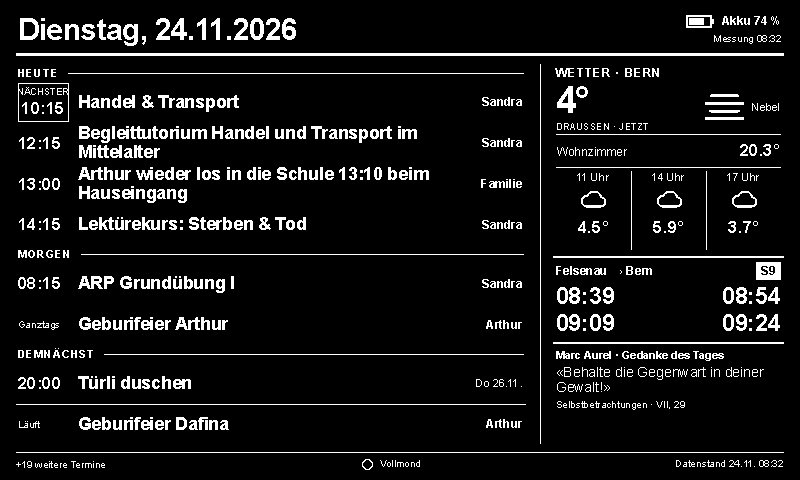 Dienstag, 24.11.2026
Akku 74 %
Messung 08:32
HEUTE
NÄCHSTER
10:15 Handel & Transport Sandra
12:15 Begleittutorium Handel und Transport im
Mittelalter Sandra
13:00 Arthur wieder los in die Schule 13:10 beim
Hauseingang Familie
14:15 Lektürekurs: Sterben & Tod Sandra
MORGEN
08:15 ARP Grundübung I Sandra
Ganztags Geburifeier Arthur Arthur
DEMNÄCHST
20:00 Türli duschen Do 26.11.
Läuft Geburifeier Dafina Arthur
WETTER · BERN
4°
Nebel
DRAUSSEN · JETZT
Wohnzimmer 20.3°
11 Uhr 14 Uhr 17 Uhr
4.5° 5.9° 3.7°
Felsenau › Bern S9
08:39 08:54
09:09 09:24
Marc Aurel · Gedanke des Tages
«Behalte die Gegenwart in deiner
Gewalt!»
Selbstbetrachtungen · VII, 29
+19 weitere Termine
Vollmond
Datenstand 24.11. 08:32